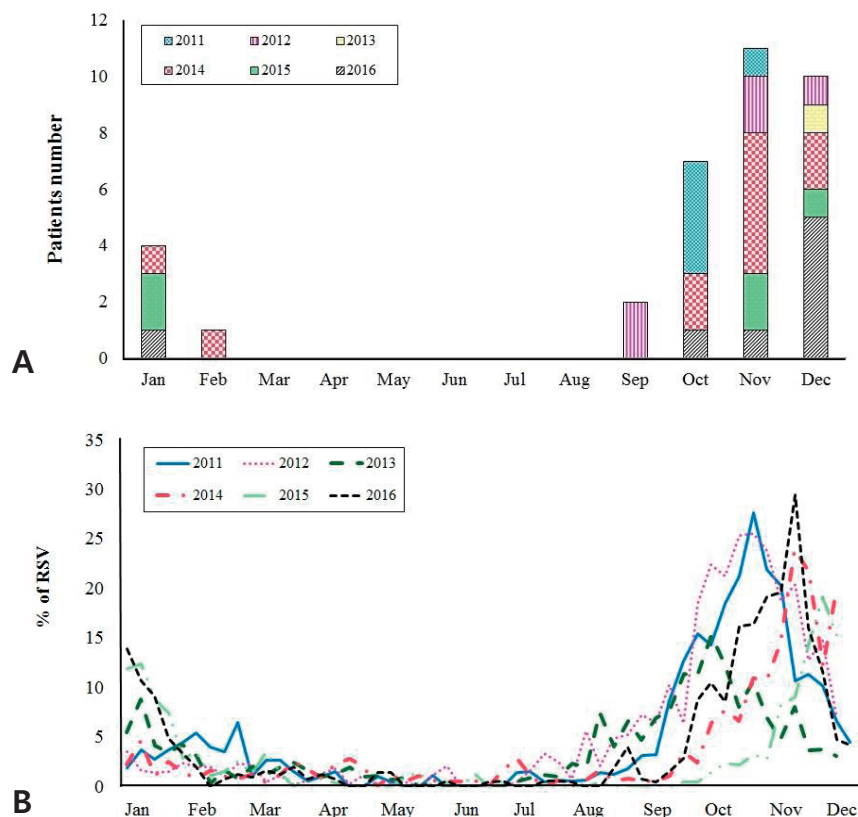 12
10
8
6
4
2
0
Patients number
2011 2012 2013
2014 2015 2016
Jan Feb Mar Apr May Jun Jul Aug Sep Oct Nov Dec
A
35
30
25
20
15
10
5
0
% of RSV
2011 2012 2013
2014 2015 2016
Jan Feb Mar Apr May Jun Jul Aug Sep Oct Nov Dec
B